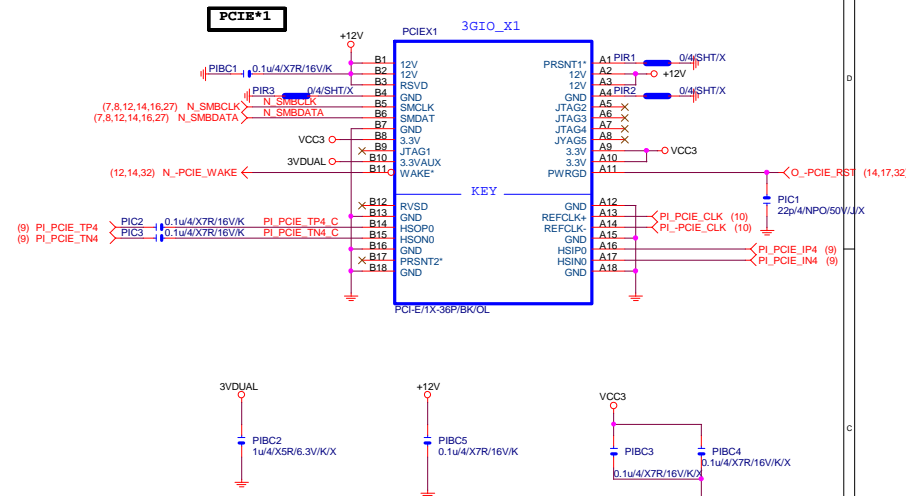 PCIE*1
3GIO_X1
PCIEX1
+12V
PIBC1 0.1u/4/X7R/16V/K
B1 12V
B2 12V
B3 RSVD
PIR3 0/4/SHT/X
B4 GND
(7,8,12,14,16,27) N_SMBCLK N_SMBCLK B5 SMCLK
(7,8,12,14,16,27) N_SMBDATA N_SMBDATA B6 SMDAT
B7 GND
VCC3 B8 3.3V
B9 JTAG1
3VDUAL B10 3.3VAUX
(12,14,32) N_-PCIE_WAKE B11 WAKE*
PRSNT1* A1 PIR1 0/4/SHT/X
12V A2 +12V
12V A3
GND A4 PIR2 0/4/SHT/X
JTAG2 A5
JTAG3 A6
JTAG4 A7
JYAG5 A8
3.3V A9 VCC3
3.3V A10
PWRGD A11 O_-PCIE_RST (14,17,32
KEY
B12 RVSD
B13 GND
(9) PI_PCIE_TP4 PIC2 0.1u/4/X7R/16V/K PI_PCIE_TP4_C B14 HSOP0
(9) PI_PCIE_TN4 PIC3 0.1u/4/X7R/16V/K PI_PCIE_TN4_C B15 HSON0
B16 GND
B17 PRSNT2*
B18 GND
GND A12
REFCLK+ A13 PI_PCIE_CLK (10)
REFCLK- A14 PI_-PCIE_CLK (10)
GND A15
HSIP0 A16 PI_PCIE_IP4 (9)
HSIN0 A17 PI_PCIE_IN4 (9)
GND A18
PIC1
22p/4/NPO/50V/J/X
PCI-E/1X-36P/BK/OL
D
C
3VDUAL
PIBC2
1u/4/X5R/6.3V/K/X
+12V
PIBC5
0.1u/4/X7R/16V/K
VCC3
PIBC3
0.1u/4/X7R/16V/K/X
PIBC4
0.1u/4/X7R/16V/K/X